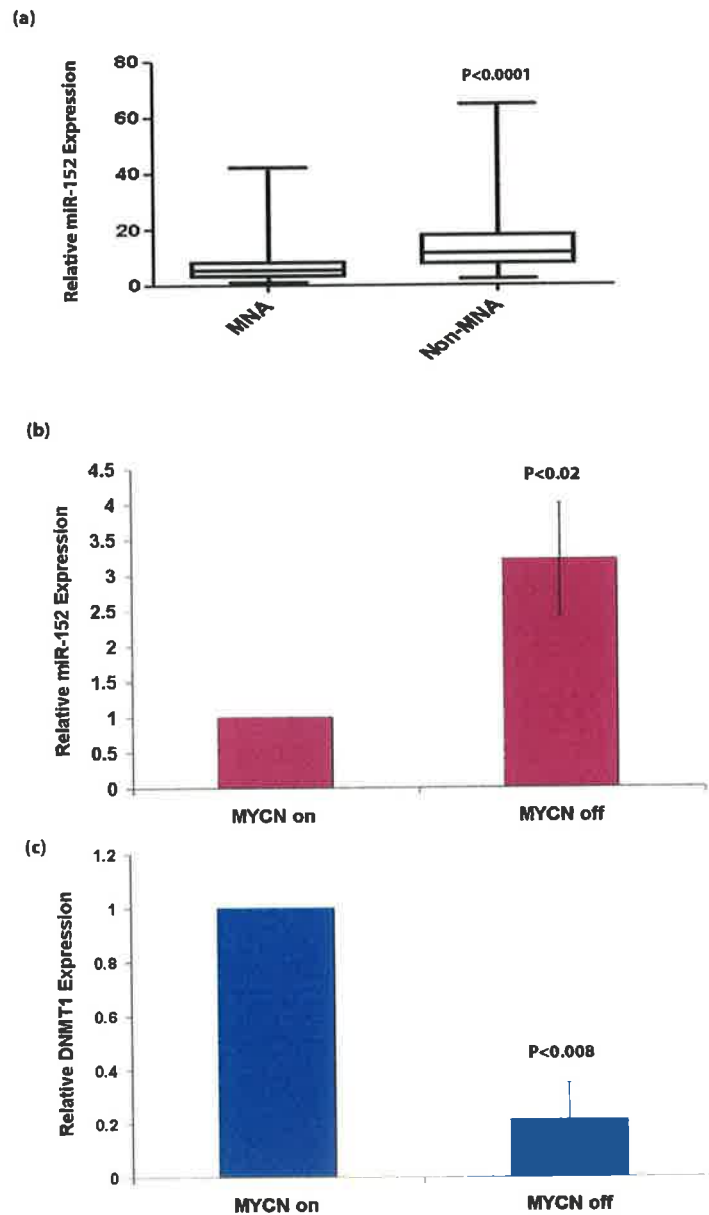 (a)
Relative miR-152 Expression
80
60
40
20
0
P<0.0001
MNA
Non-MNA
(b)
Relative miR-152 Expression
4.5
4
3.5
3
2.5
2
1.5
1
0.5
0
P<0.02
MYCN on
MYCN off
(c)
Relative DNMT1 Expression
1.2
1
0.8
0.6
0.4
0.2
0
P<0.008
MYCN on
MYCN off